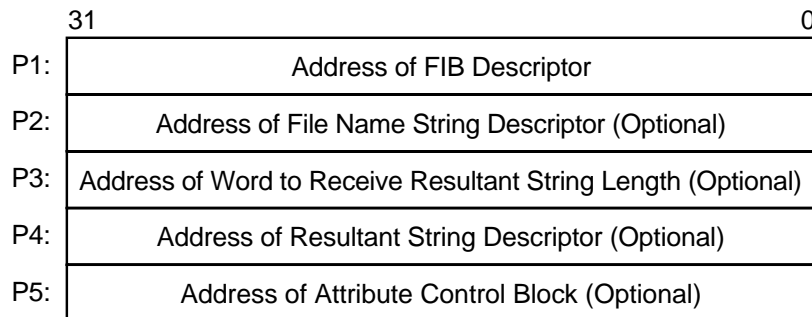 31 0
P1: Address of FIB Descriptor
P2: Address of File Name String Descriptor (Optional)
P3: Address of Word to Receive Resultant String Length (Optional)
P4: Address of Resultant String Descriptor (Optional)
P5: Address of Attribute Control Block (Optional)